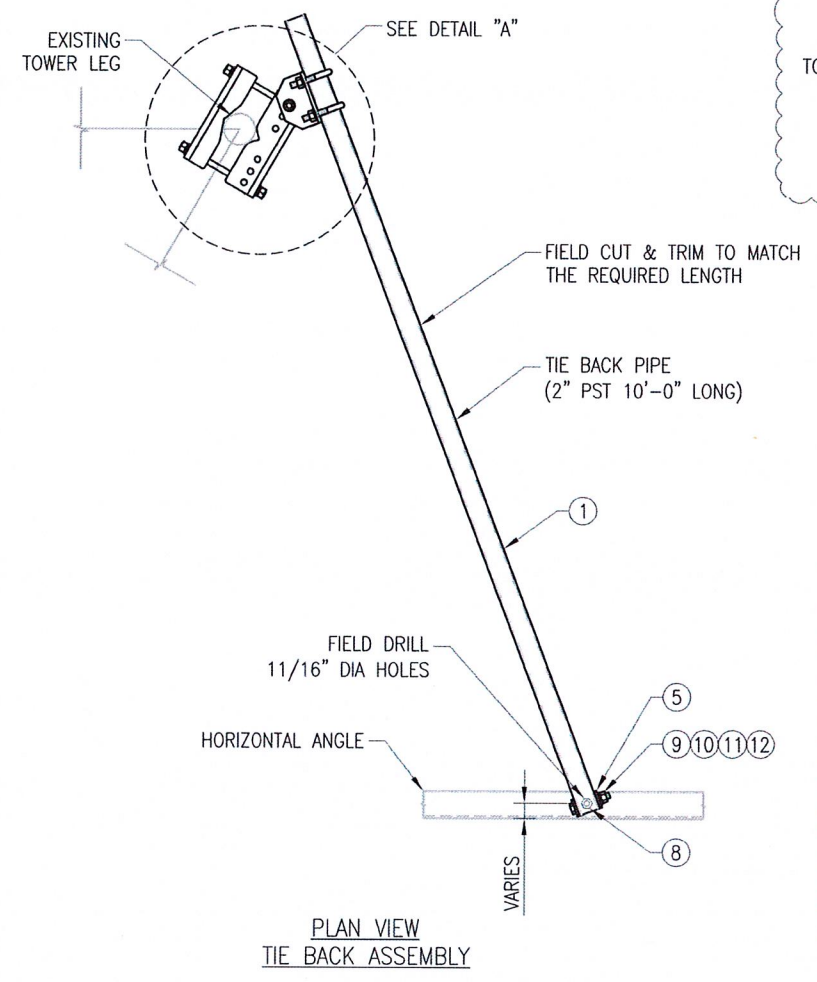 EXISTING
TOWER LEG
SEE DETAIL "A"
TO
FIELD CUT & TRIM TO MATCH
THE REQUIRED LENGTH
TIE BACK PIPE
(2" PST 10'-0" LONG)
1
FIELD DRILL
11/16" DIA HOLES
5
HORIZONTAL ANGLE
9 10 11 12
8
VARIES
PLAN VIEW
TIE BACK ASSEMBLY